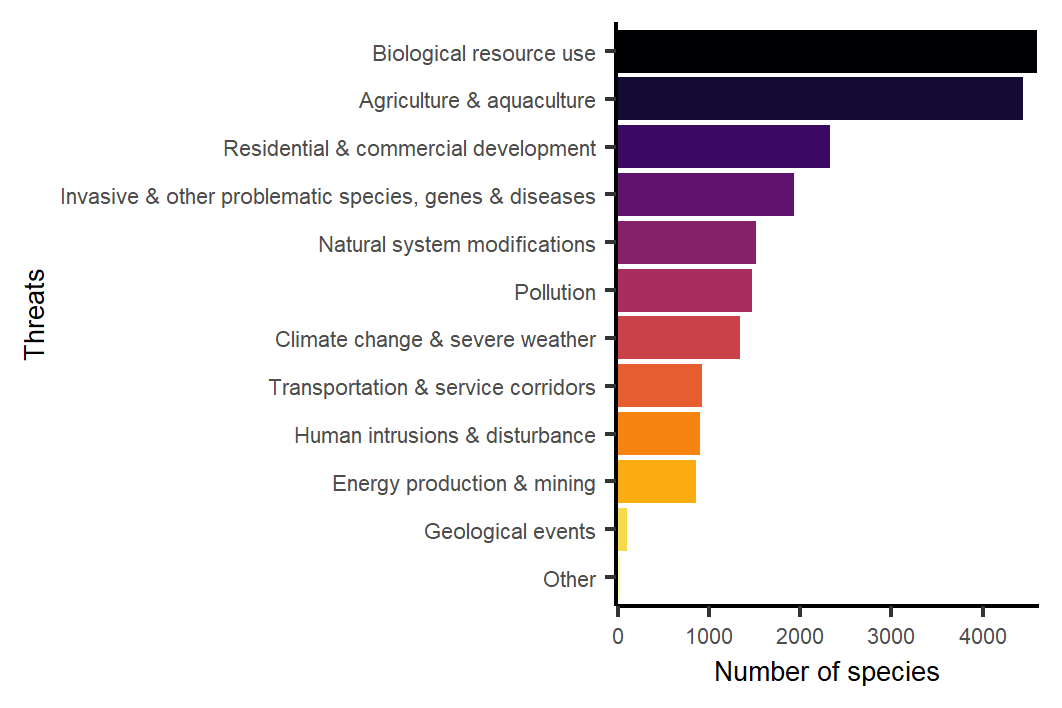 Biological resource use
Agriculture & aquaculture
Residential & commercial development
Invasive & other problematic species, genes & diseases
Natural system modifications
Pollution
Climate change & severe weather
Transportation & service corridors
Human intrusions & disturbance
Energy production & mining
Geological events
Other
Threats
0 1000 2000 3000 4000
Number of species